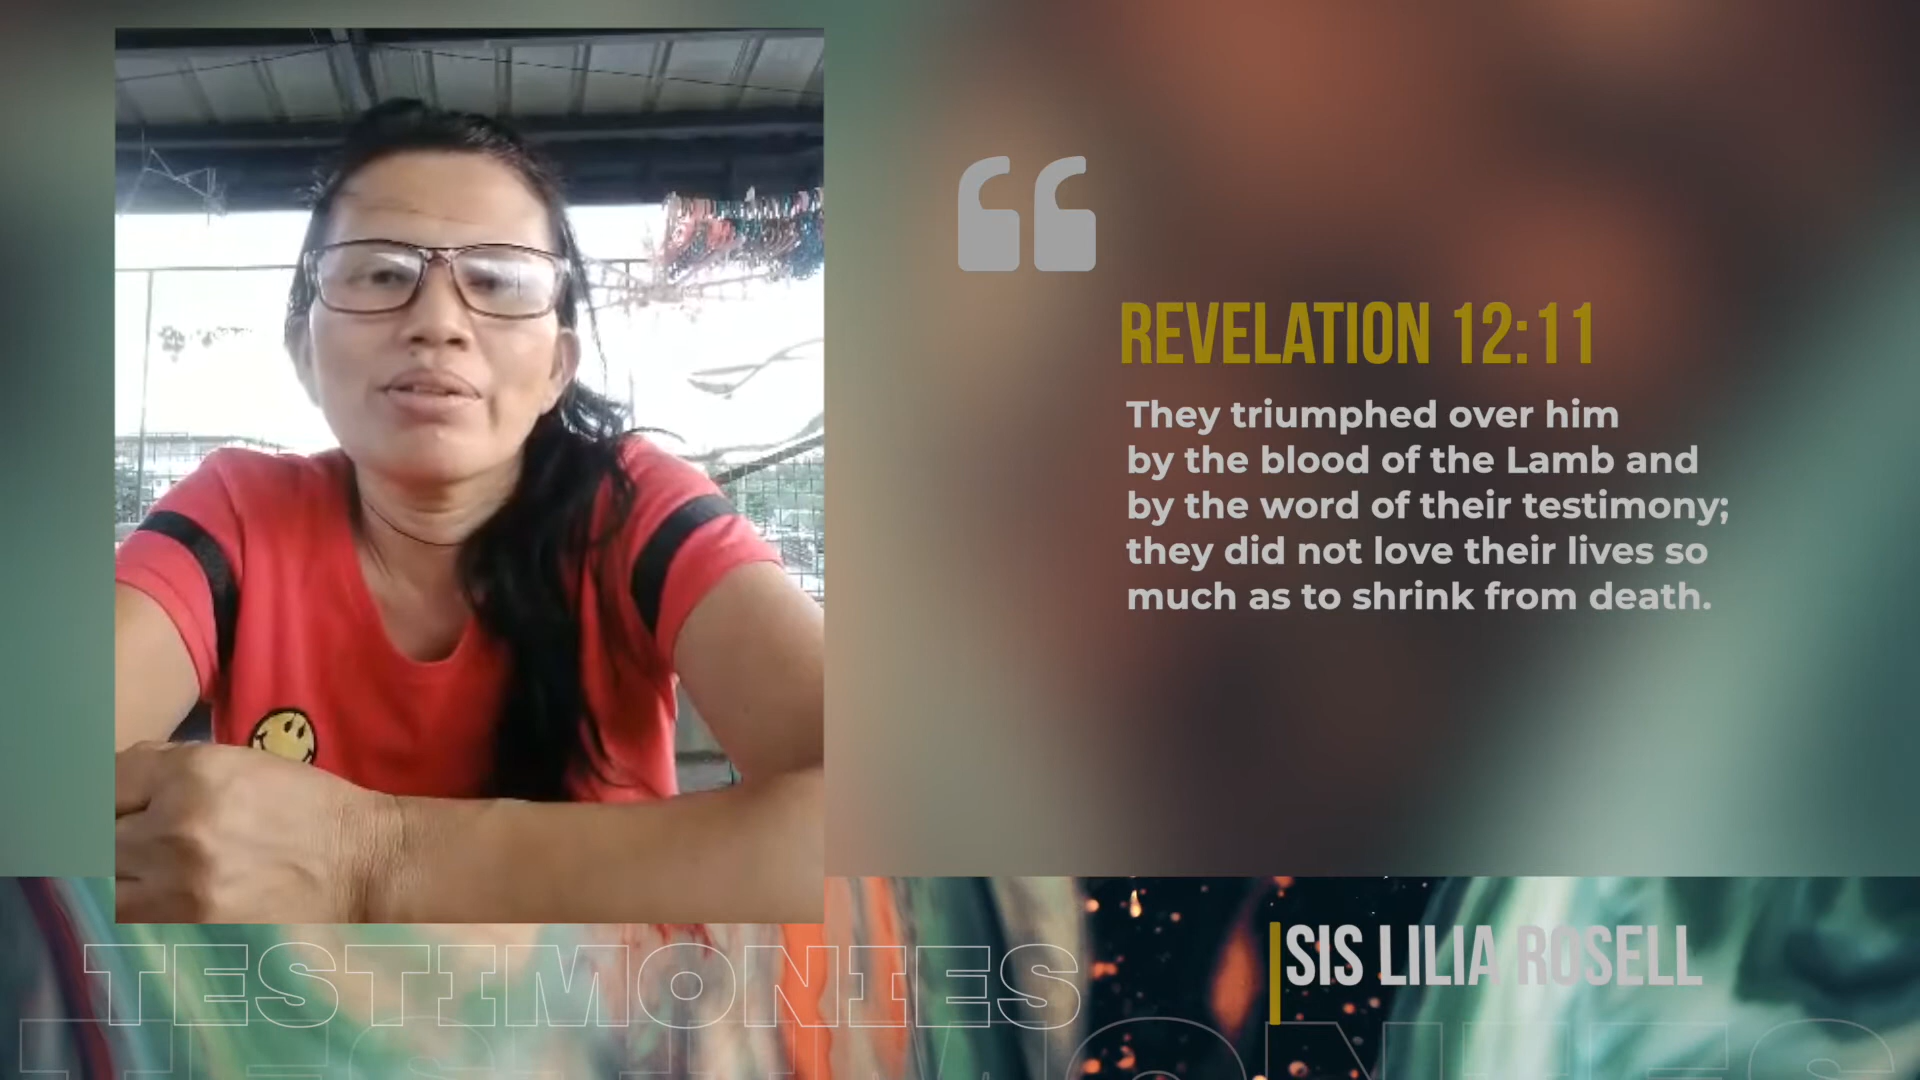 REVELATION 12:11
They triumphed over him
by the blood of the Lamb and
by the word of their testimony;
they did not love their lives so
much as to shrink from death.
SIS LILIA ROSELL
TESTIMONIES
TESTIMONIES